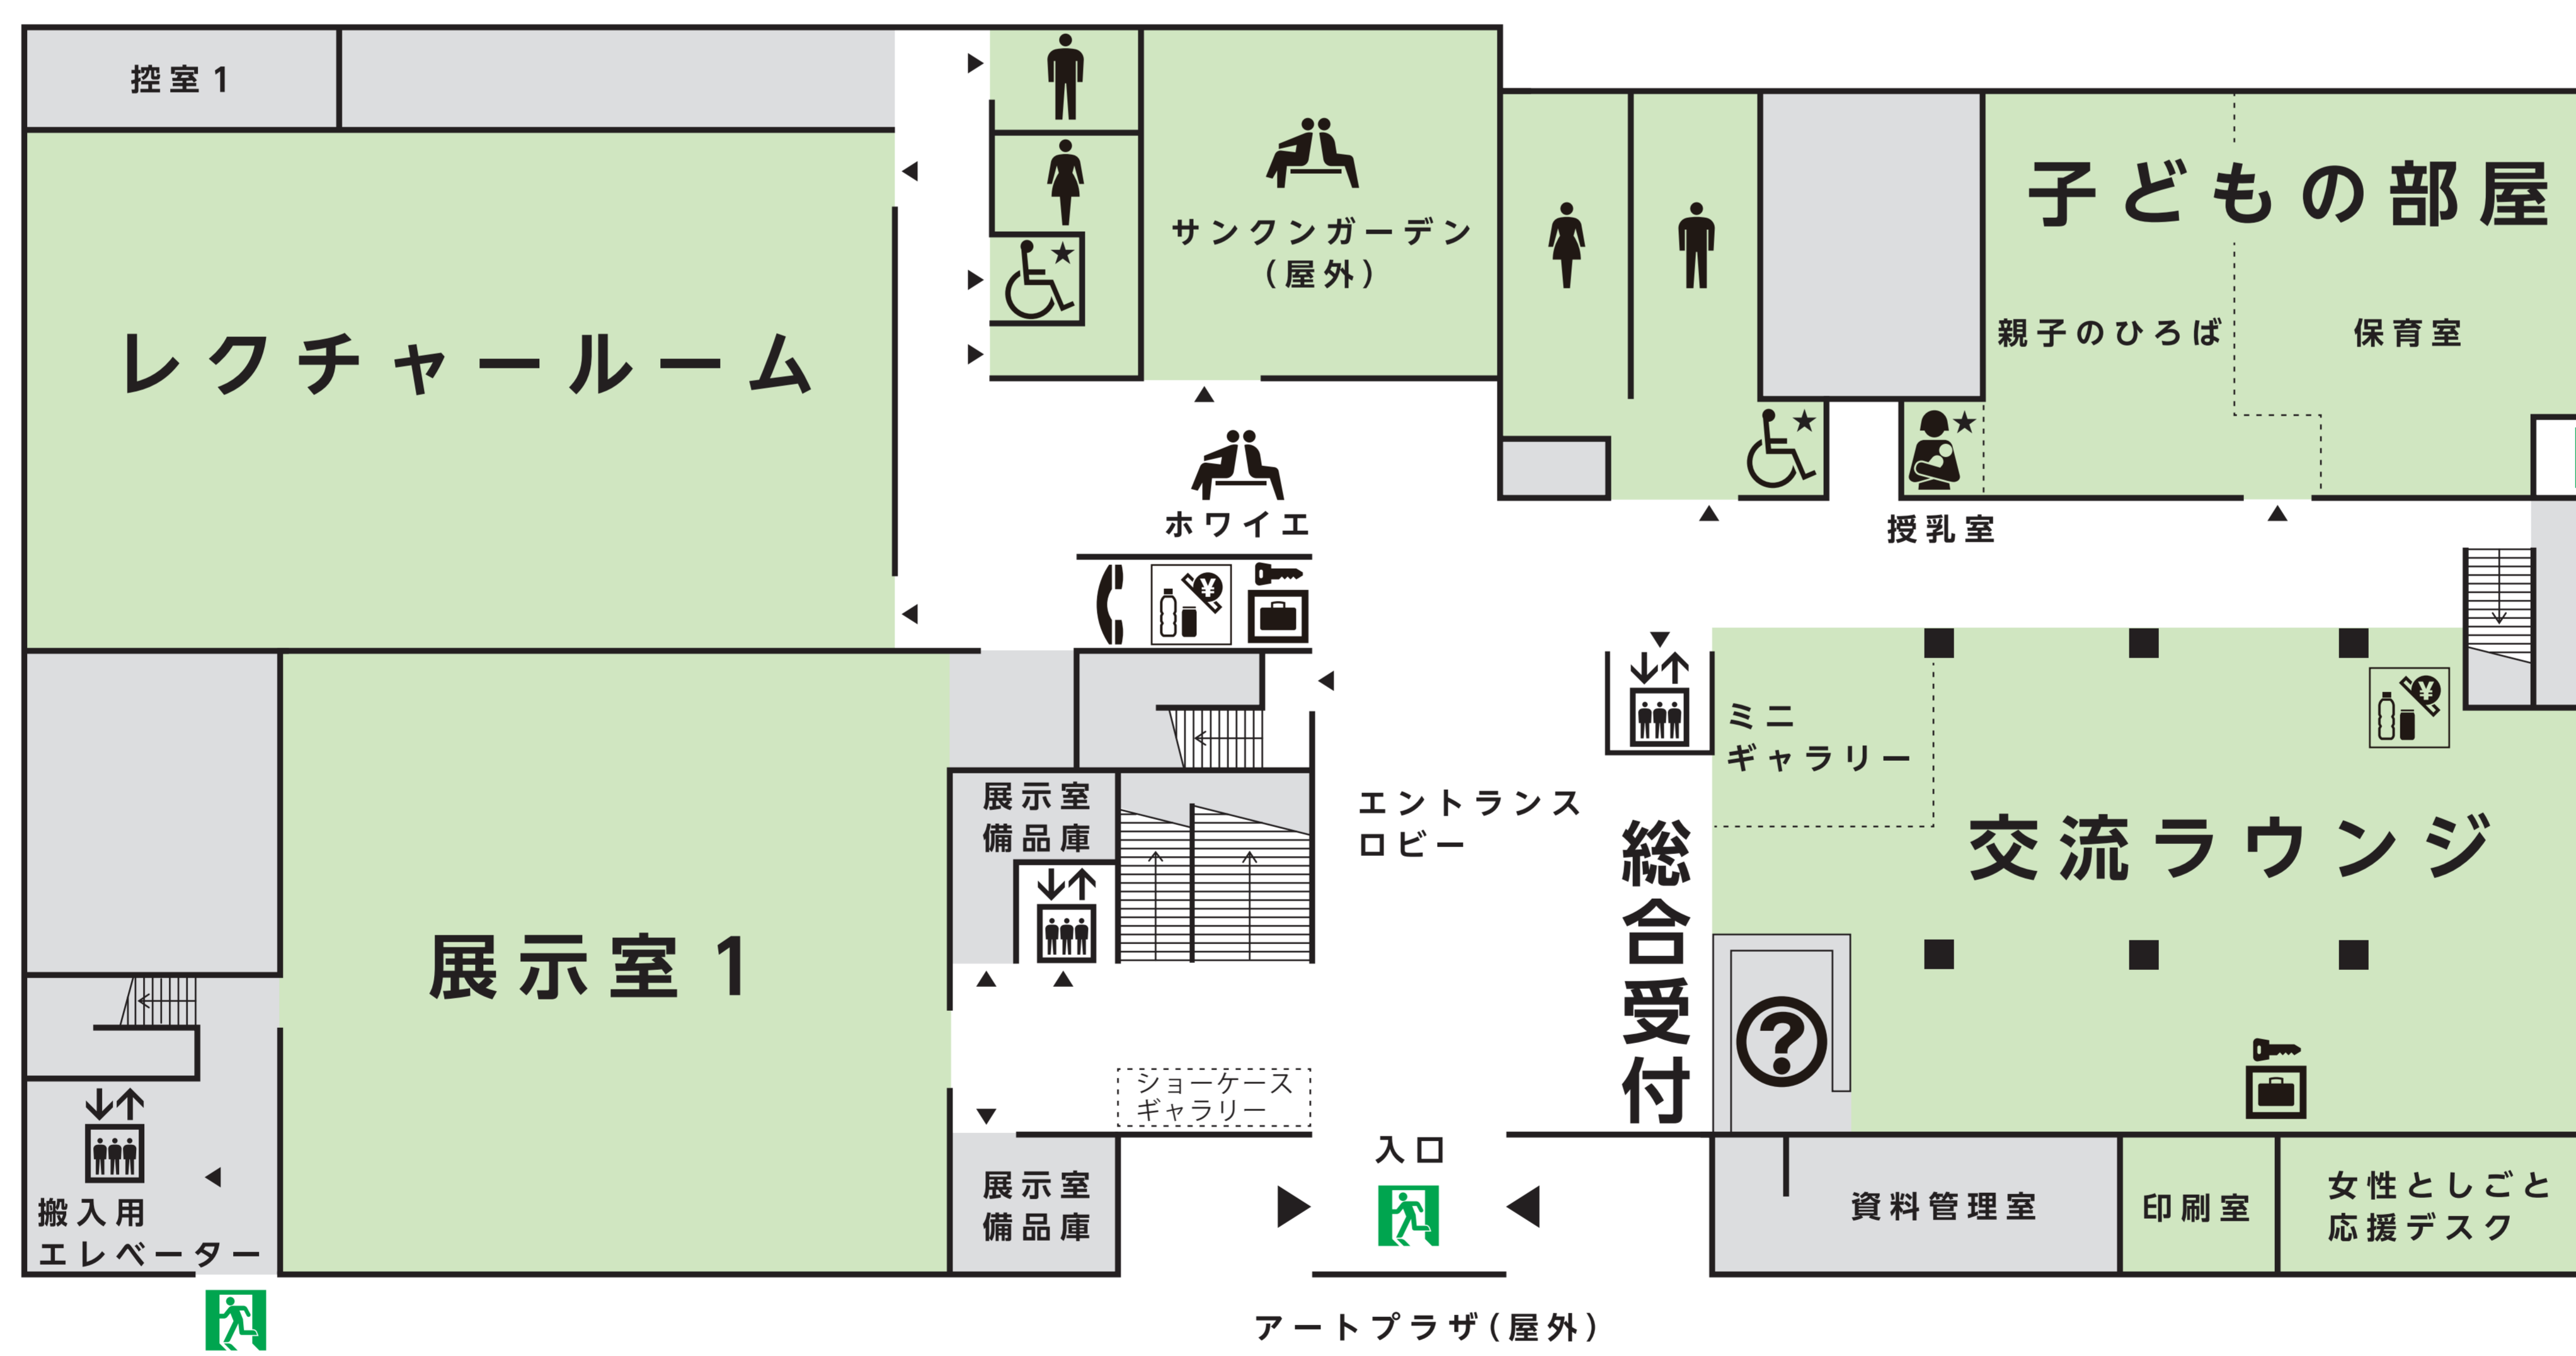 控室1
レクチャールーム
サンクンガーデン
(屋外)
子どもの部屋
親子のひろば
保育室
ホワイエ
授乳室
ミニ
ギャラリー
展示室
備品庫
エントランス
ロビー
総合受付
交流ラウンジ
展示室1
ショーケース
ギャラリー
入口
展示室
備品庫
搬入用
エレベーター
資料管理室
印刷室
女性としごと
応援デスク
アートプラザ(屋外)